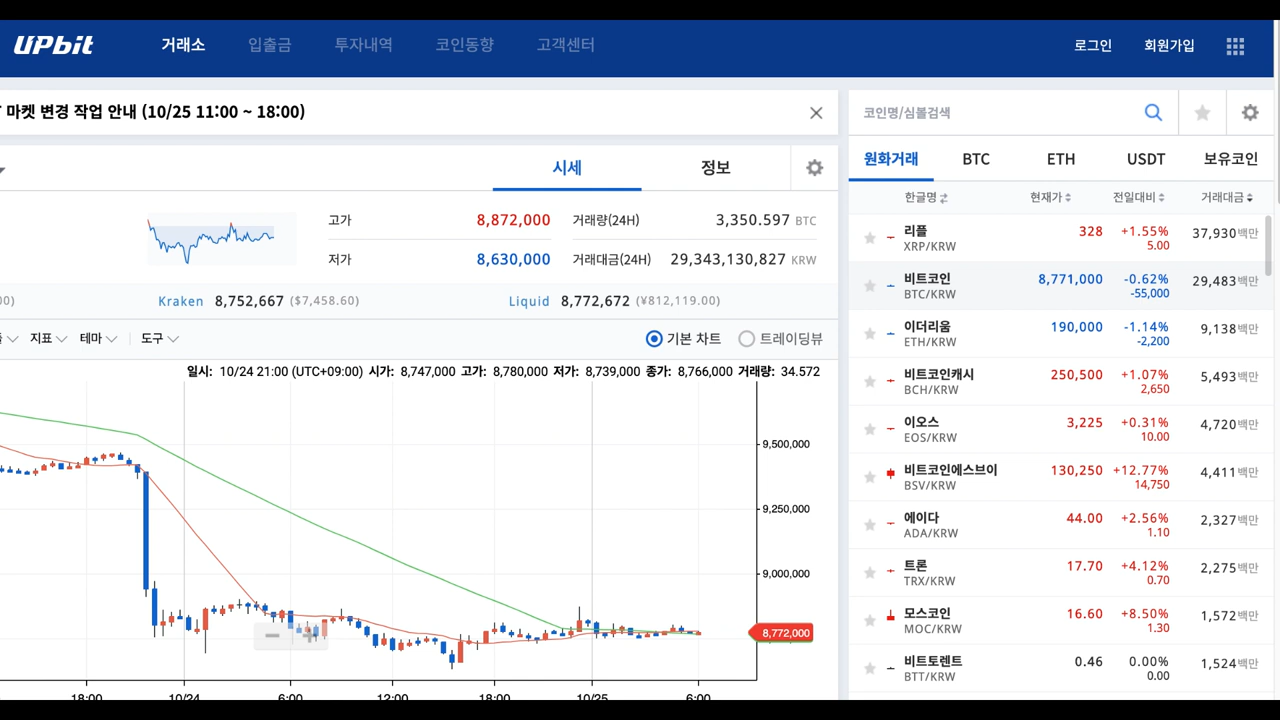 UPbit 거래소 입출금 투자내역 코인동향 고객센터 로그인 회원가입
마켓 변경 작업 안내 (10/25 11:00 ~ 18:00)
시세 정보
고가 8,872,000 거래량(24H) 3,350.597 BTC
저가 8,630,000 거래대금(24H) 29,343,130,827 KRW
Kraken 8,752,667 ($7,458.60) Liquid 8,772,672 (¥812,119.00)
지표 테마 도구 기본 차트 트레이딩뷰
일시: 10/24 21:00 (UTC+09:00) 시가: 8,747,000 고가: 8,780,000 저가: 8,739,000 종가: 8,766,000 거래량: 34.572
9,500,000
9,250,000
9,000,000
8,772,000
18:00 10/24 6:00 12:00 18:00 10/25 6:00
코인명/심볼검색
원화거래 BTC ETH USDT 보유코인
한글명 현재가 전일대비 거래대금
리플 328 +1.55% 37,930백만
XRP/KRW 5.00
비트코인 8,771,000 -0.62% 29,483백만
BTC/KRW -55,000
이더리움 190,000 -1.14% 9,138백만
ETH/KRW -2,200
비트코인캐시 250,500 +1.07% 5,493백만
BCH/KRW 2,650
이오스 3,225 +0.31% 4,720백만
EOS/KRW 10.00
비트코인에스브이 130,250 +12.77% 4,411백만
BSV/KRW 14,750
에이다 44.00 +2.56% 2,327백만
ADA/KRW 1.10
트론 17.70 +4.12% 2,275백만
TRX/KRW 0.70
모스코인 16.60 +8.50% 1,572백만
MOC/KRW 1.30
비트토렌트 0.46 0.00% 1,524백만
BTT/KRW 0.00